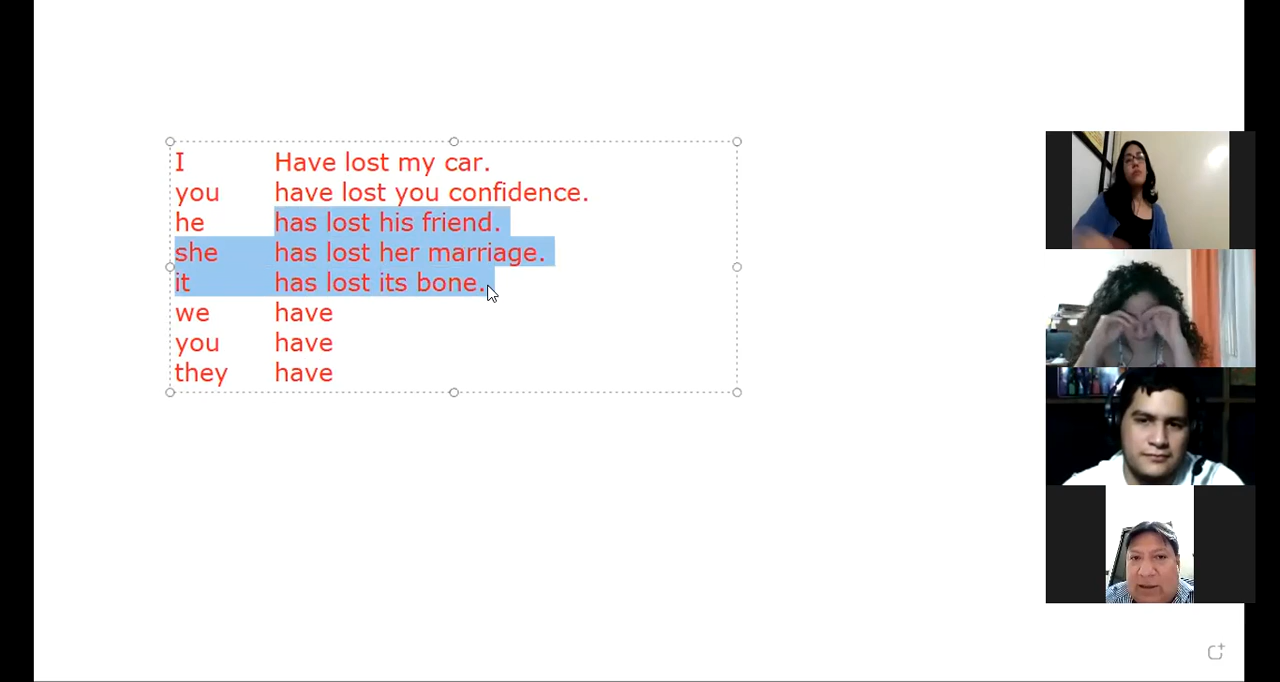 I Have lost my car.
you have lost you confidence.
he has lost his friend.
she has lost her marriage.
it has lost its bone.
we have
you have
they have